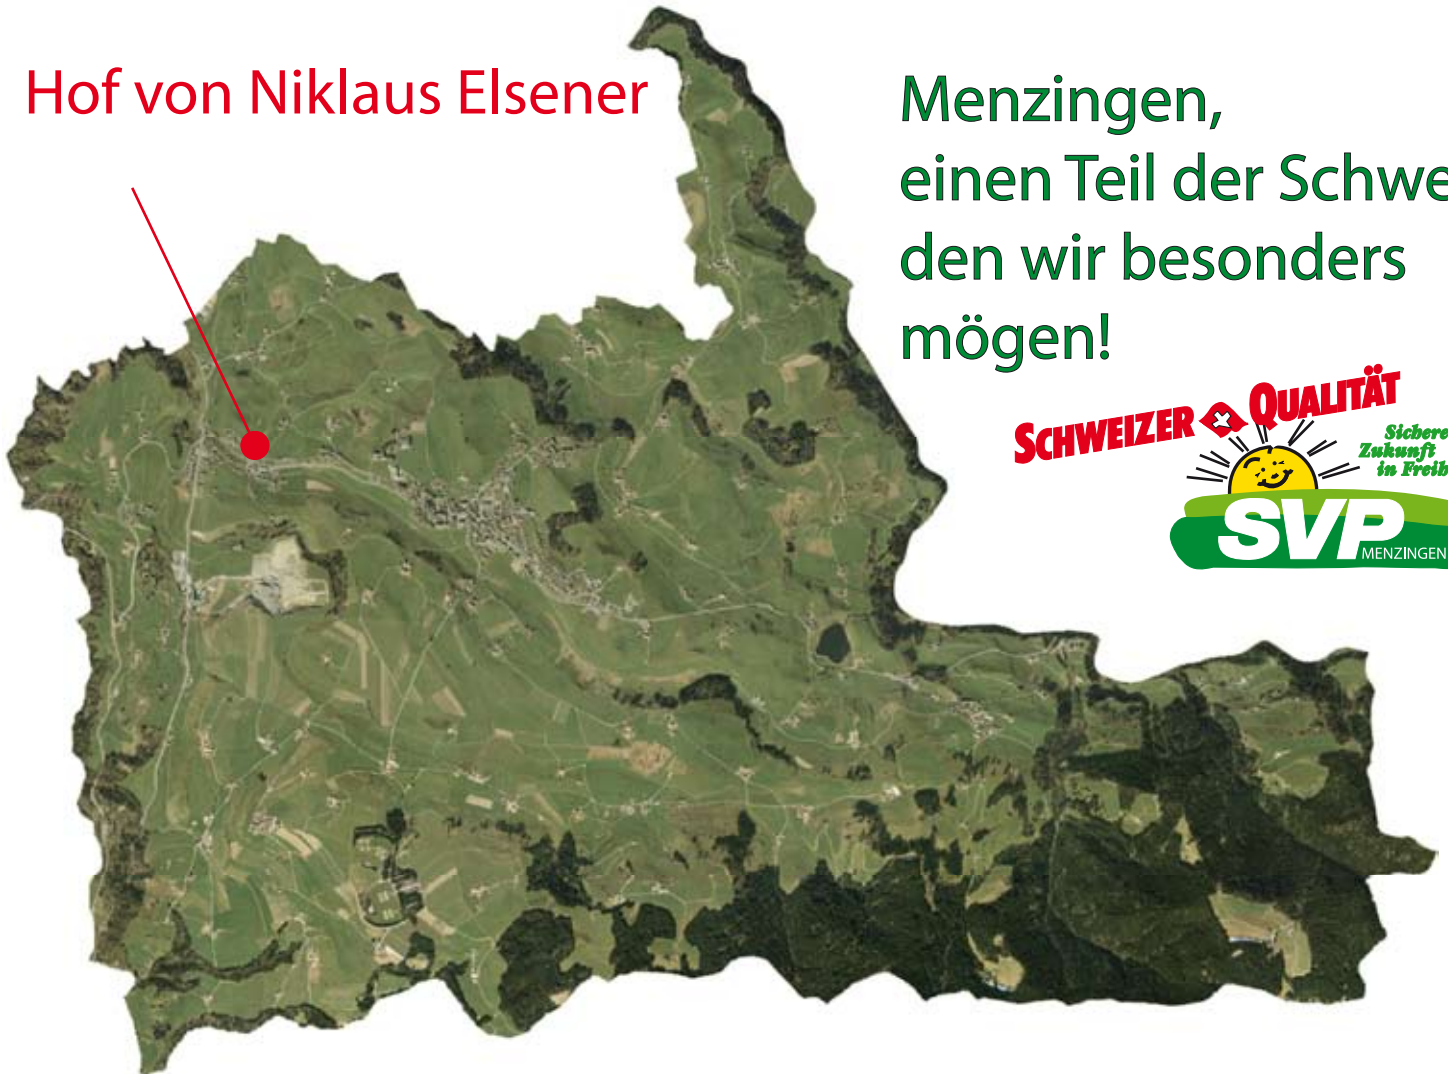 Hof von Niklaus Elsener
Menzingen,
einen Teil der Schwe
den wir besonders
mögen!
SCHWEIZER QUALITÄT
Sichere
Zukunft
in Freih
SVP
MENZINGEN